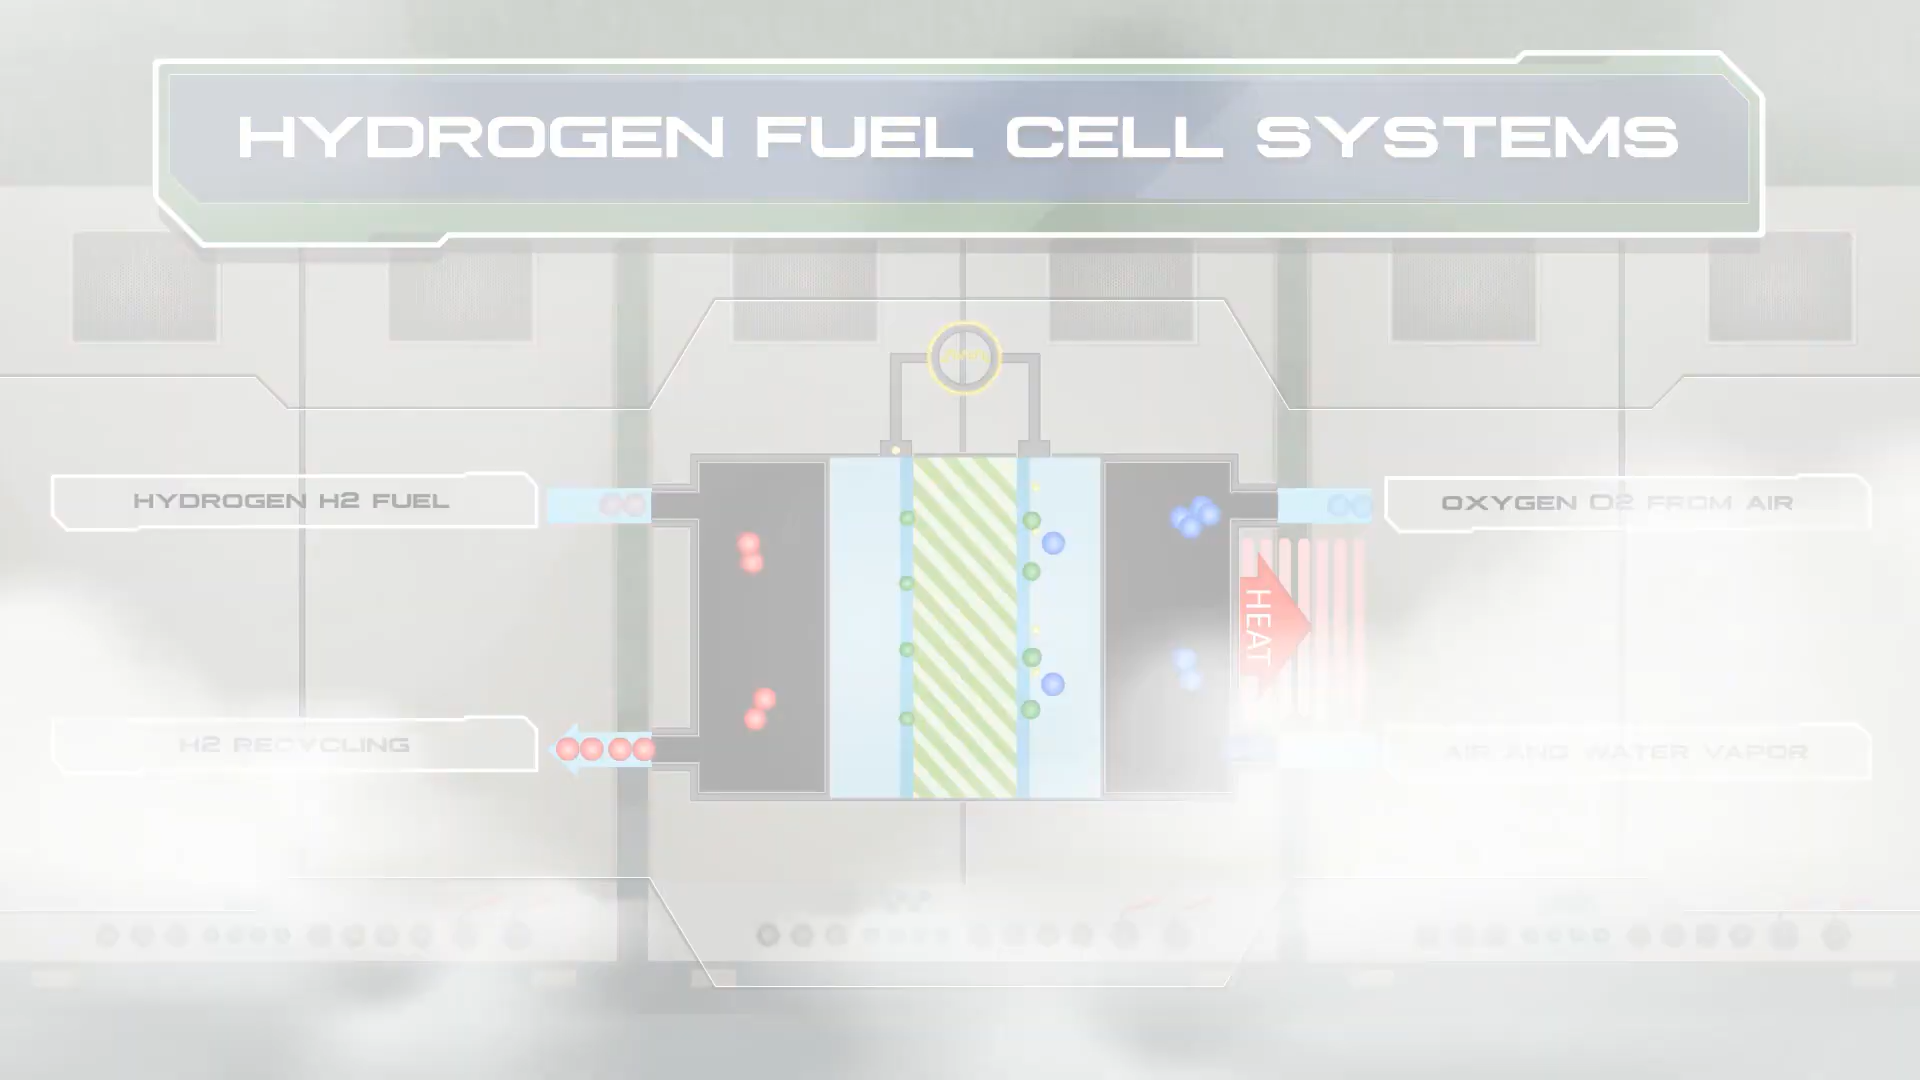 HYDROGEN FUEL CELL SYSTEMS
HYDROGEN H2 FUEL
OXYGEN O2 FROM AIR
HEAT
H2 RECYCLING
AIR AND WATER VAPOR